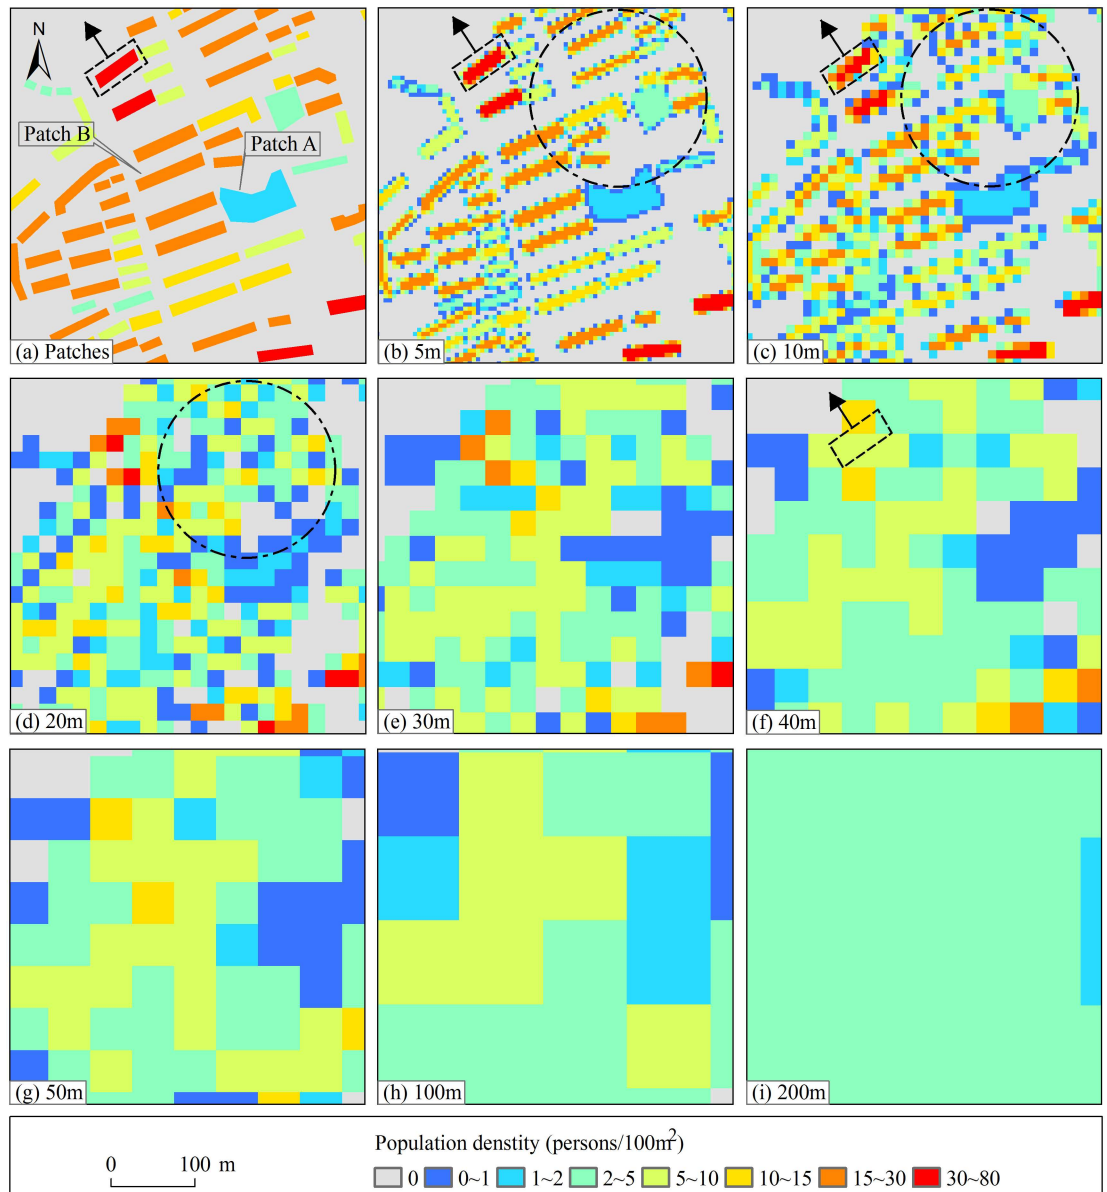 N
Patch B
Patch A
(a) Patches
(b) 5m
(c) 10m
(d) 20m
(e) 30m
(f) 40m
(g) 50m
(h) 100m
(i) 200m
Population denstity (persons/100m²)
0 100 m
0 0~1 1~2 2~5 5~10 10~15 15~30 30~80